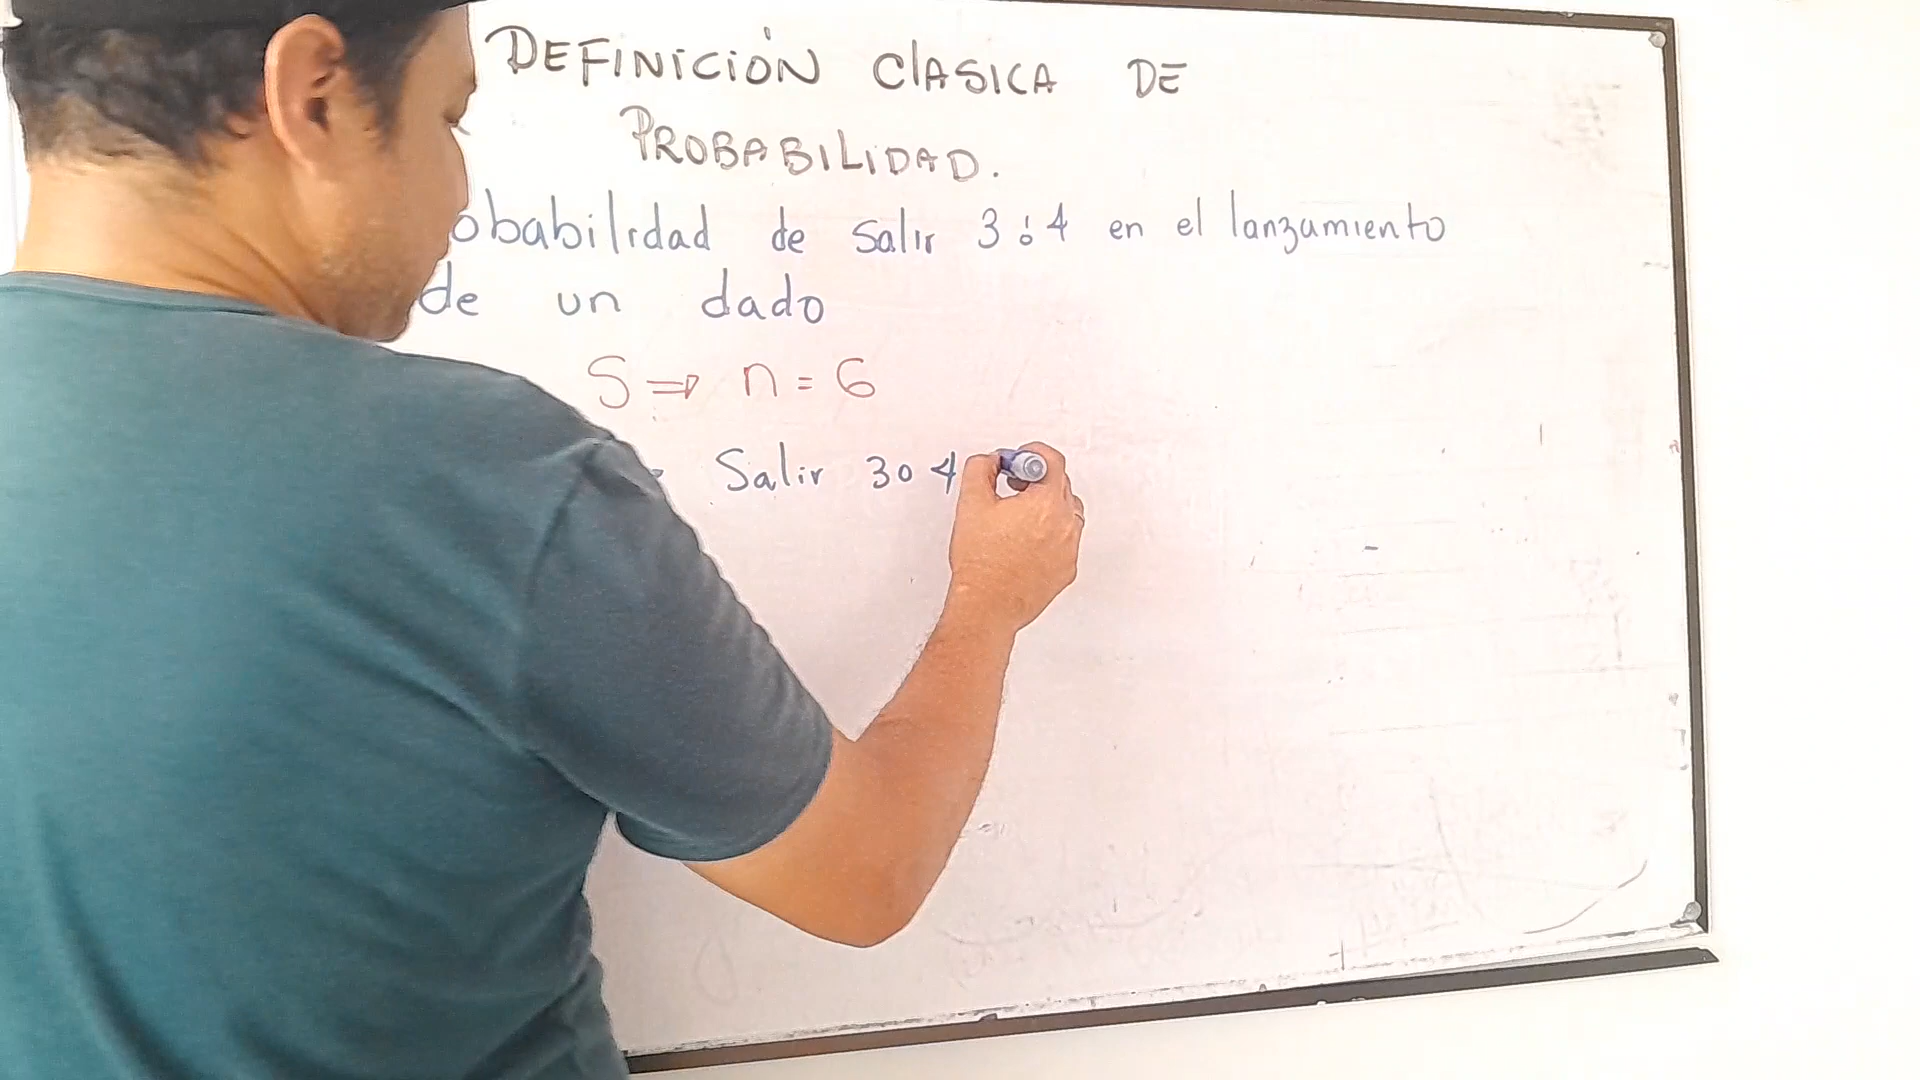 DEFINICIÓN CLASICA DE
PROBABILIDAD.
obabilidad de Salir 3 ó 4 en el lanzamiento
de un dado
S ⇒ n = 6
Salir 3 o 4